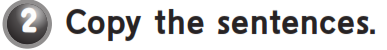 2 Copy the sentences.